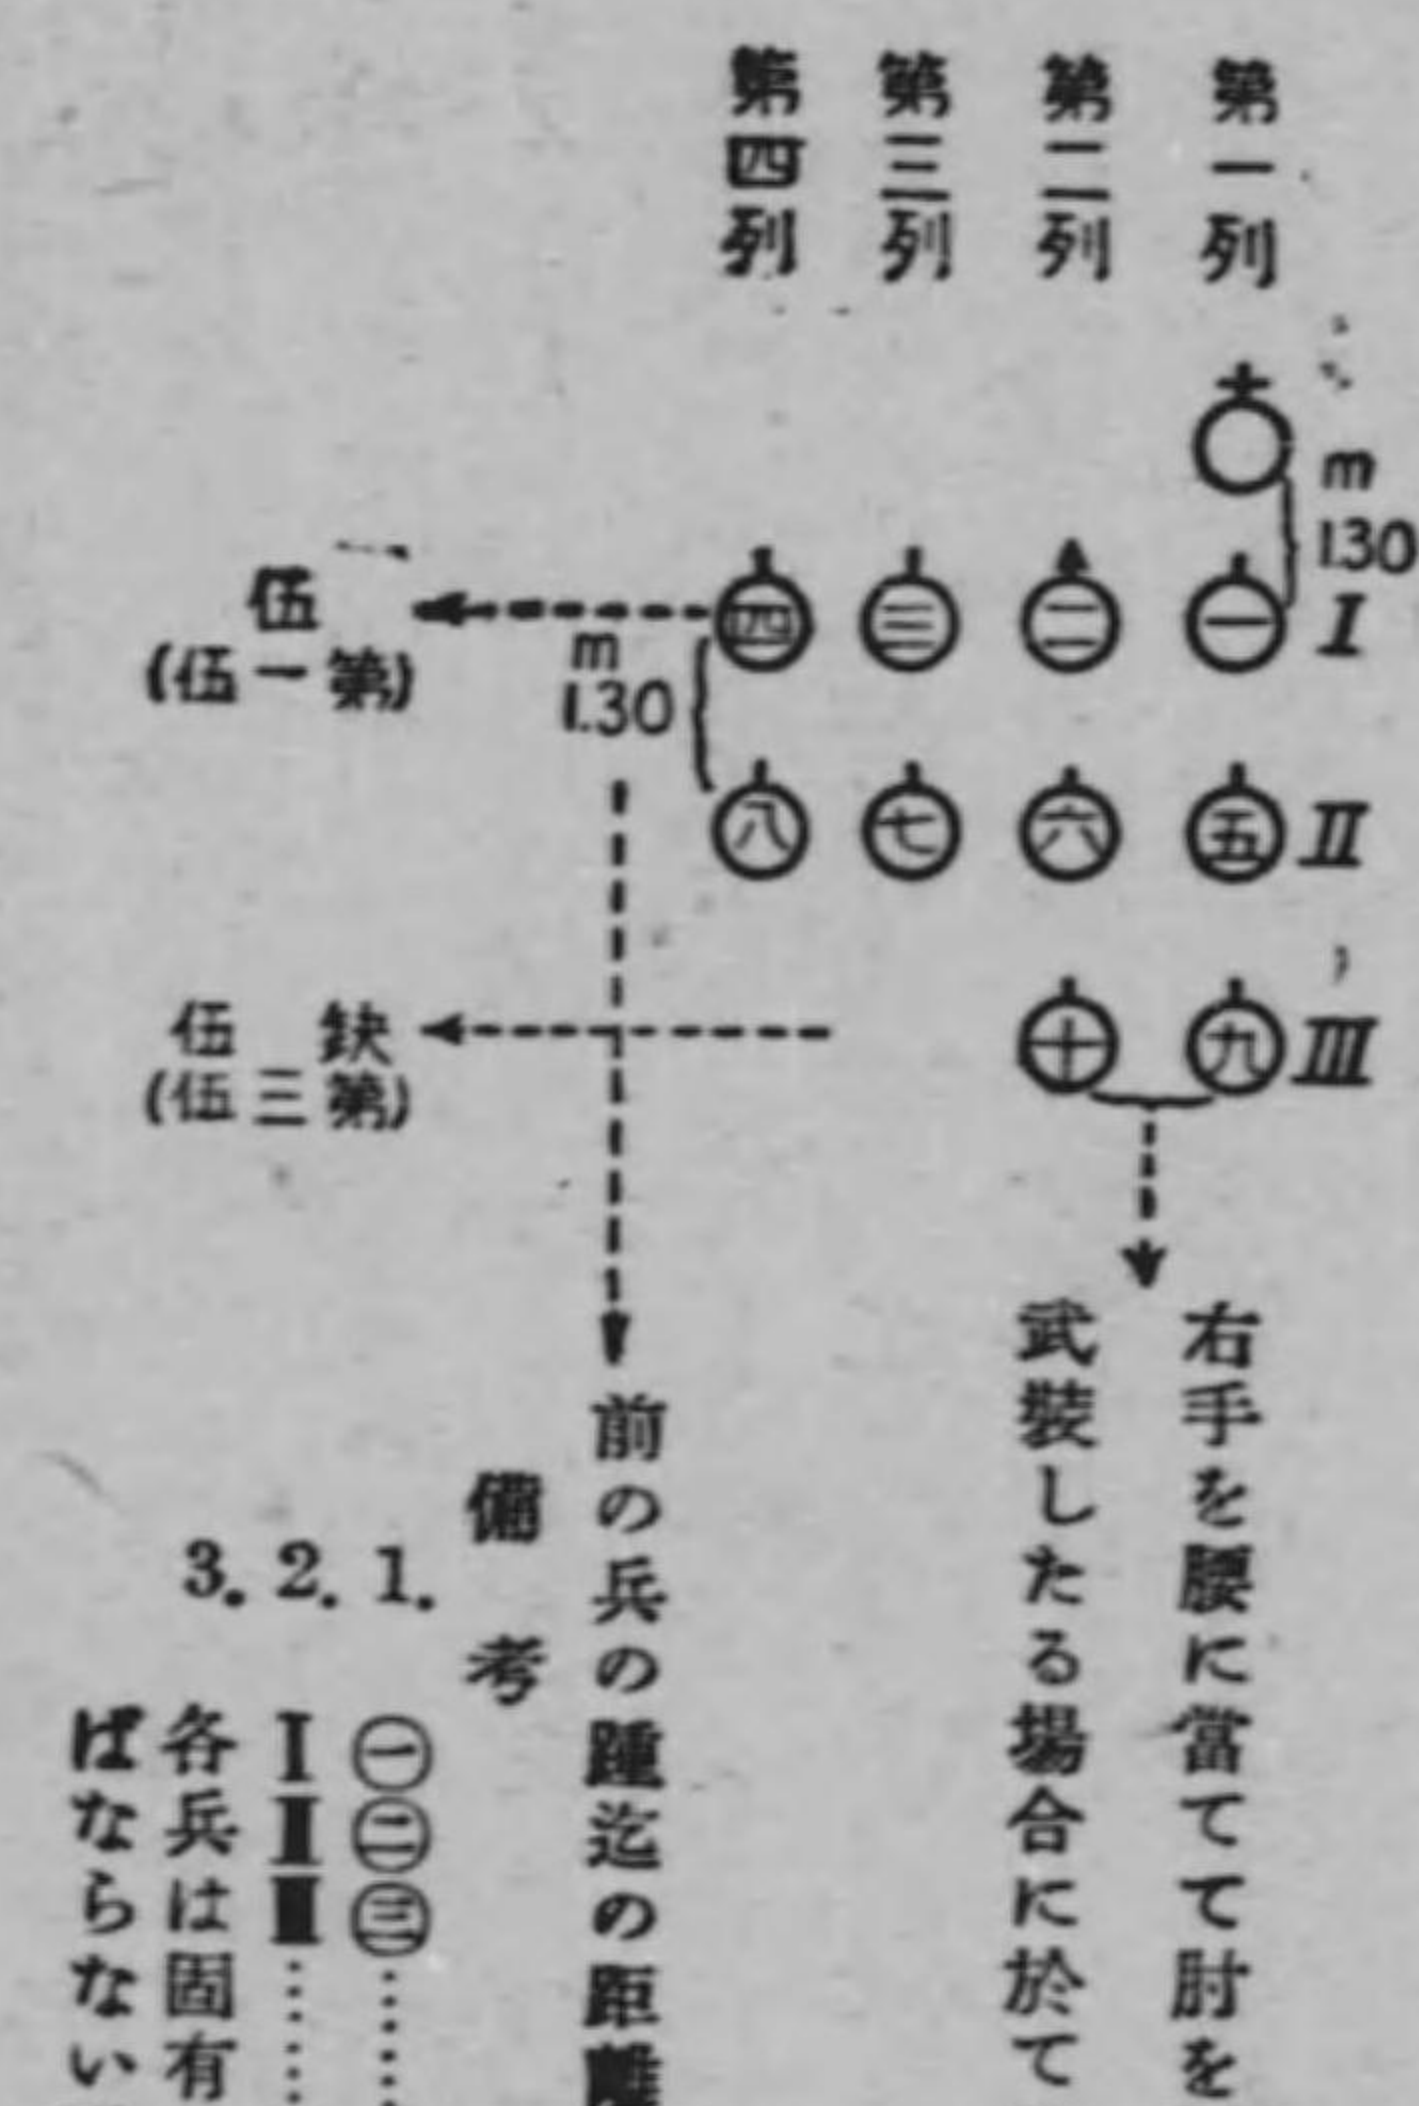 第一列
第二列
第三列
第四列
m
1.30
一 二 三 四
I
五 六 七 八
II
九 十
III
m
1.30
伍
(第一伍)
缺伍
(第三伍)
右手を腰に當てて肘を
武裝したる場合に於て
前の兵の踵迄の距離
備考
1. ㊀㊁㊂……
2. I II III……
3. 各兵は固有
ばならない